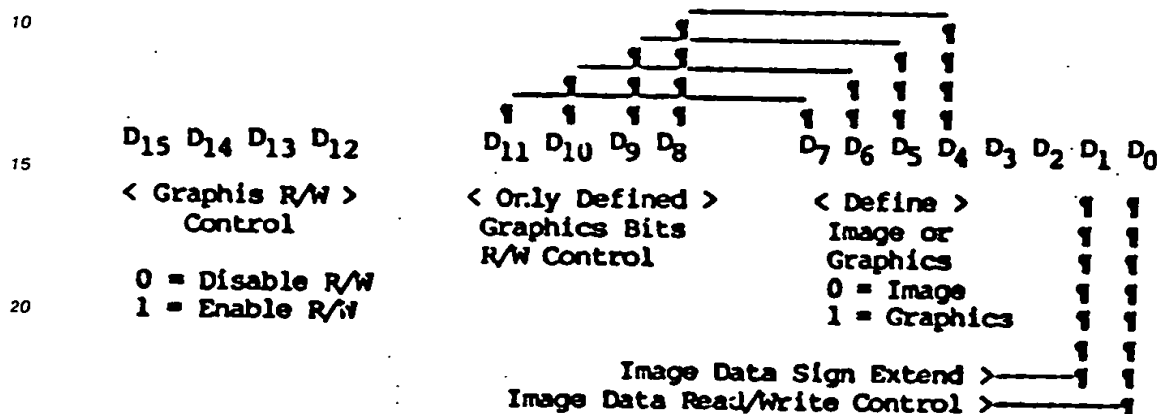 10
D15 D14 D13 D12 D11 D10 D9 D8 D7 D6 D5 D4 D3 D2 D1 D0
15
< Graphis R/W > < Only Defined > < Define >
Control Graphics Bits Image or
R/W Control Graphics
0 = Disable R/W 0 = Image
20 1 = Enable R/W 1 = Graphics
Image Data Sign Extend >
Image Data Read/Write Control >